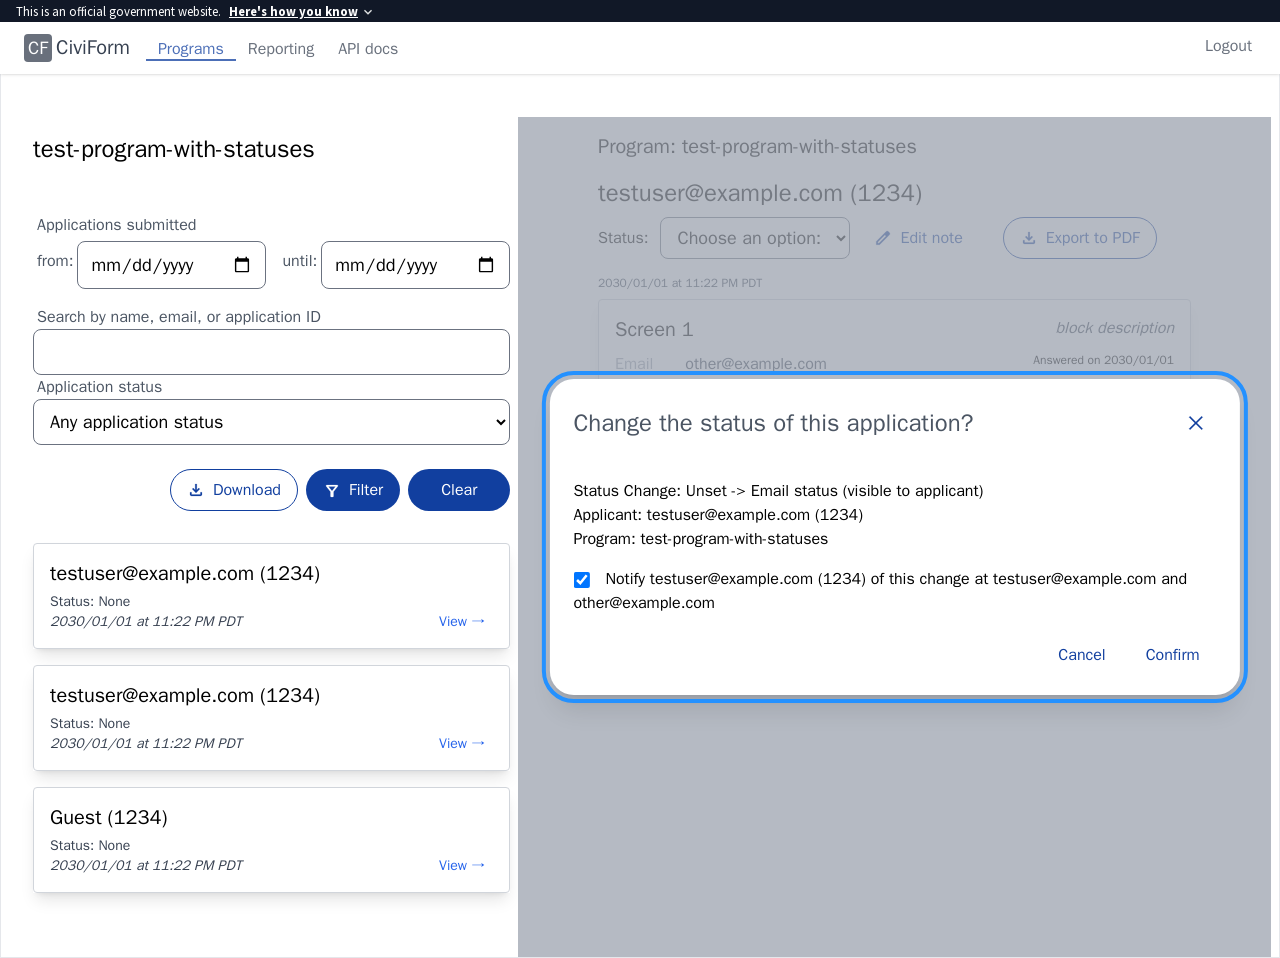 This is an official government website. Here's how you know
CF CiviForm Programs Reporting API docs Logout
test-program-with-statuses
Applications submitted
from: mm/dd/yyyy until: mm/dd/yyyy
Search by name, email, or application ID
Application status
Any application status
Download Filter Clear
testuser@example.com (1234)
Status: None
2030/01/01 at 11:22 PM PDT View →
testuser@example.com (1234)
Status: None
2030/01/01 at 11:22 PM PDT View →
Guest (1234)
Status: None
2030/01/01 at 11:22 PM PDT View →
Program: test-program-with-statuses
testuser@example.com (1234)
Status: Choose an option: Edit note Export to PDF
2030/01/01 at 11:22 PM PDT
Screen 1 block description
Email other@example.com Answered on 2030/01/01
Change the status of this application?
Status Change: Unset -> Email status (visible to applicant)
Applicant: testuser@example.com (1234)
Program: test-program-with-statuses
Notify testuser@example.com (1234) of this change at testuser@example.com and
other@example.com
Cancel Confirm